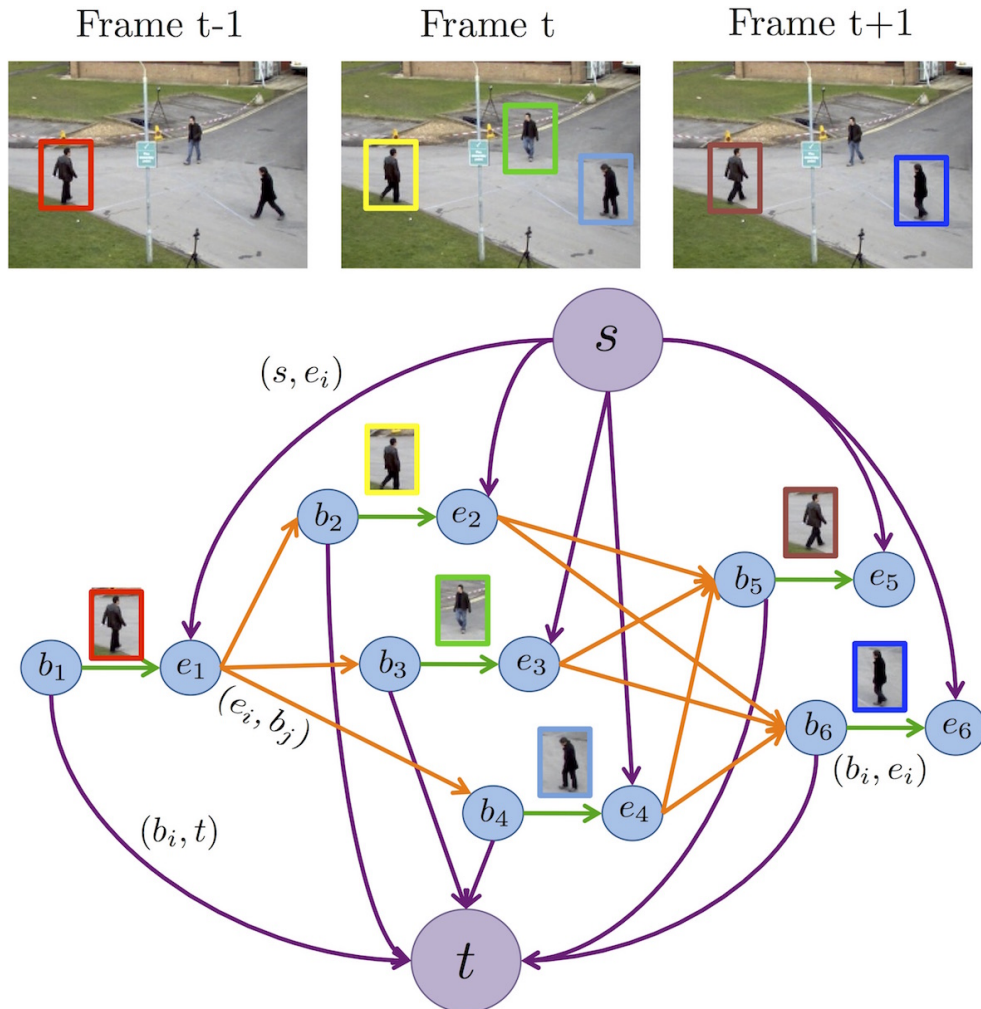 Frame t-1
Frame t
Frame t+1
s
(s, e_i)
b_2
e_2
b_5
e_5
b_1
e_1
b_3
e_3
(e_i, b_j)
b_6
e_6
(b_i, e_i)
b_4
e_4
(b_i, t)
t